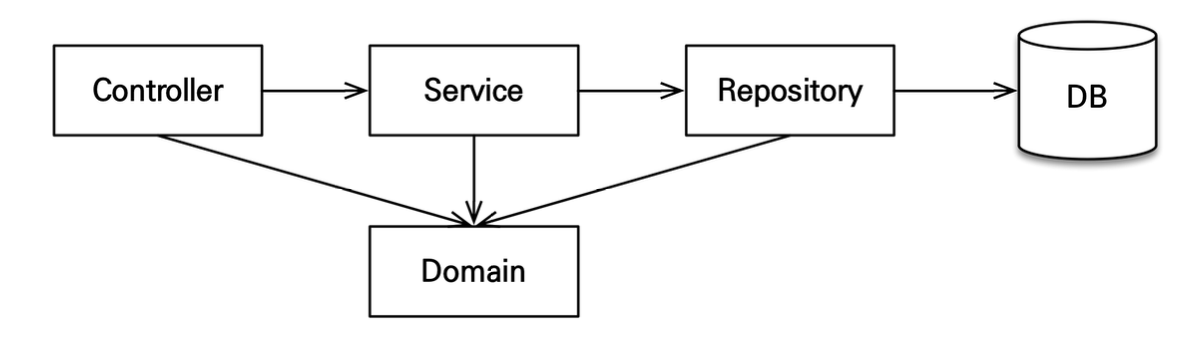 Controller
Service
Repository
DB
Domain